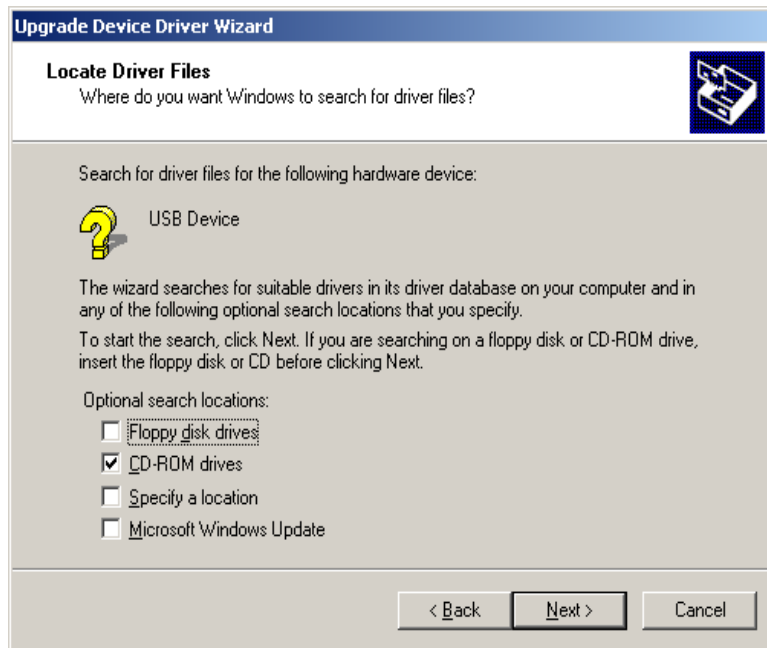 Upgrade Device Driver Wizard
Locate Driver Files
Where do you want Windows to search for driver files?
Search for driver files for the following hardware device:
USB Device
The wizard searches for suitable drivers in its driver database on your computer and in
any of the following optional search locations that you specify.
To start the search, click Next. If you are searching on a floppy disk or CD-ROM drive,
insert the floppy disk or CD before clicking Next.
Optional search locations:
Floppy disk drives
CD-ROM drives
Specify a location
Microsoft Windows Update
< Back Next > Cancel